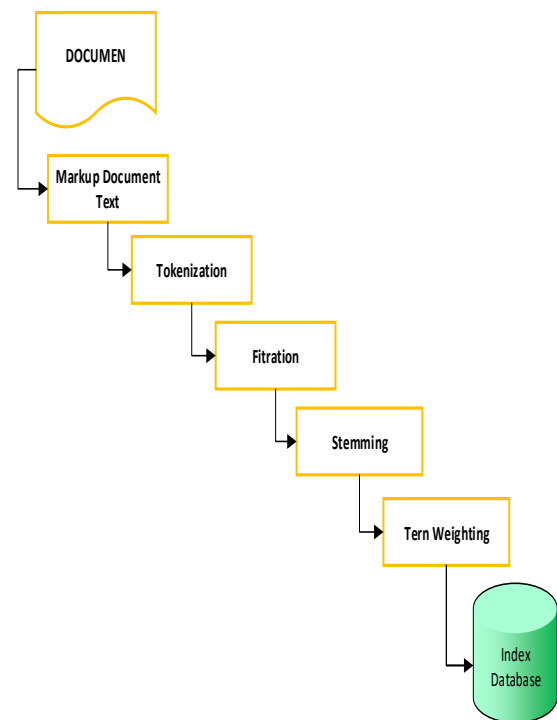 DOCUMEN
Markup Document
Text
Tokenization
Fitration
Stemming
Tern Weighting
Index
Database